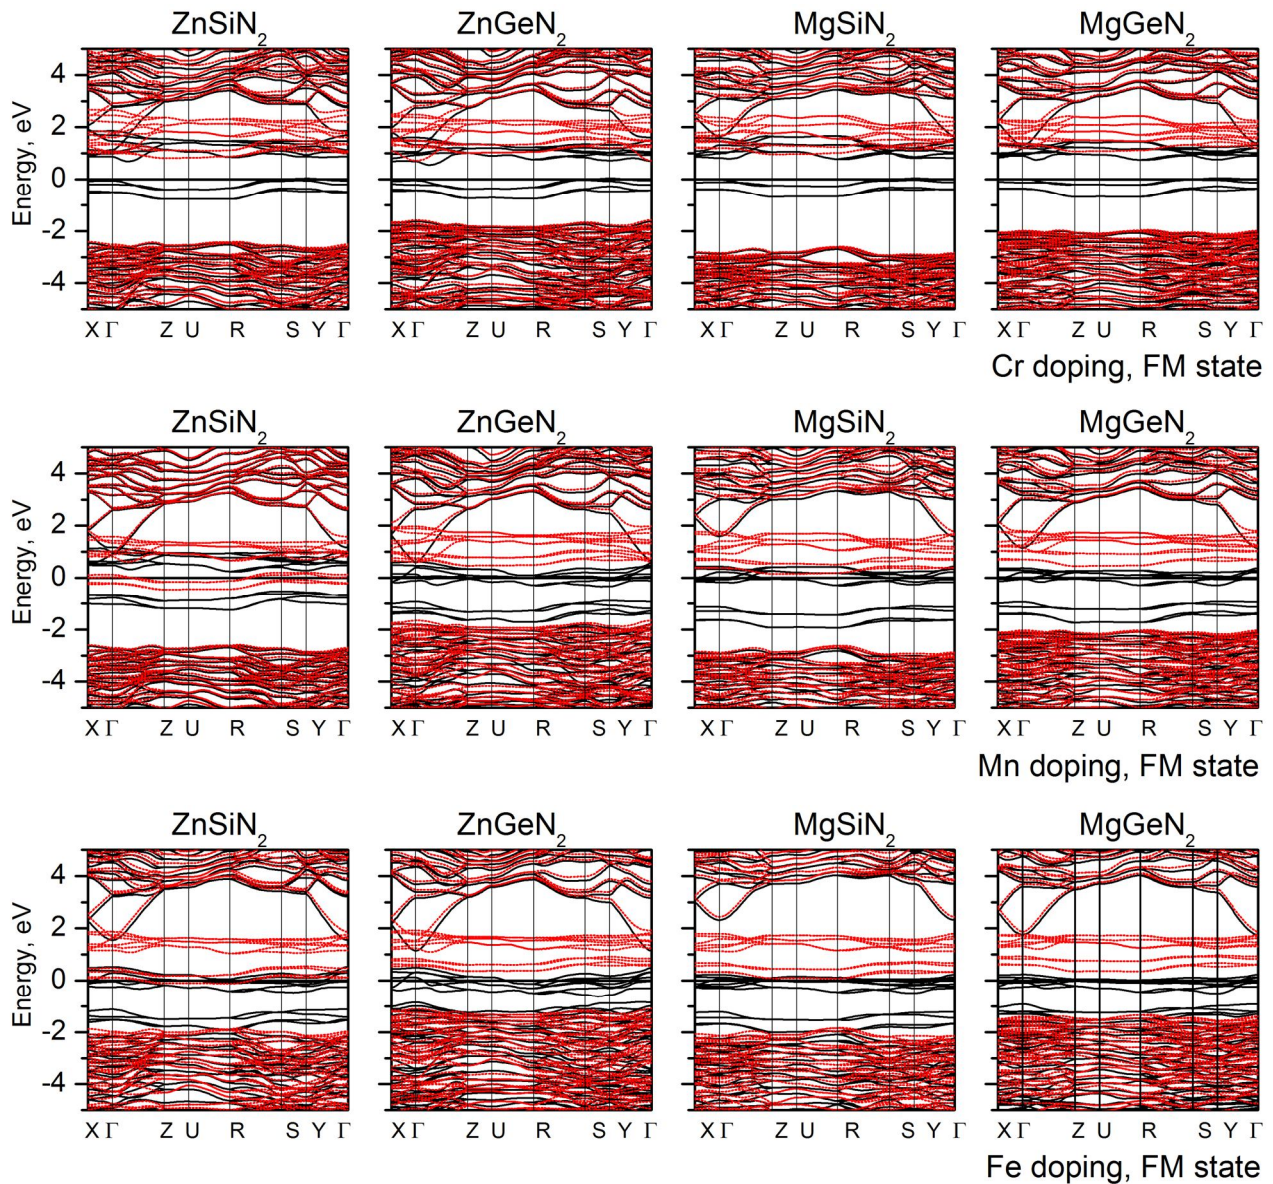 ZnSiN₂ ZnGeN₂ MgSiN₂ MgGeN₂
Energy, eV
4
2
0
-2
-4
X Γ Z U R S Y Γ X Γ Z U R S Y Γ X Γ Z U R S Y Γ X Γ Z U R S Y Γ
Cr doping, FM state
ZnSiN₂ ZnGeN₂ MgSiN₂ MgGeN₂
Energy, eV
4
2
0
-2
-4
X Γ Z U R S Y Γ X Γ Z U R S Y Γ X Γ Z U R S Y Γ X Γ Z U R S Y Γ
Mn doping, FM state
ZnSiN₂ ZnGeN₂ MgSiN₂ MgGeN₂
Energy, eV
4
2
0
-2
-4
X Γ Z U R S Y Γ X Γ Z U R S Y Γ X Γ Z U R S Y Γ X Γ Z U R S Y Γ
Fe doping, FM state